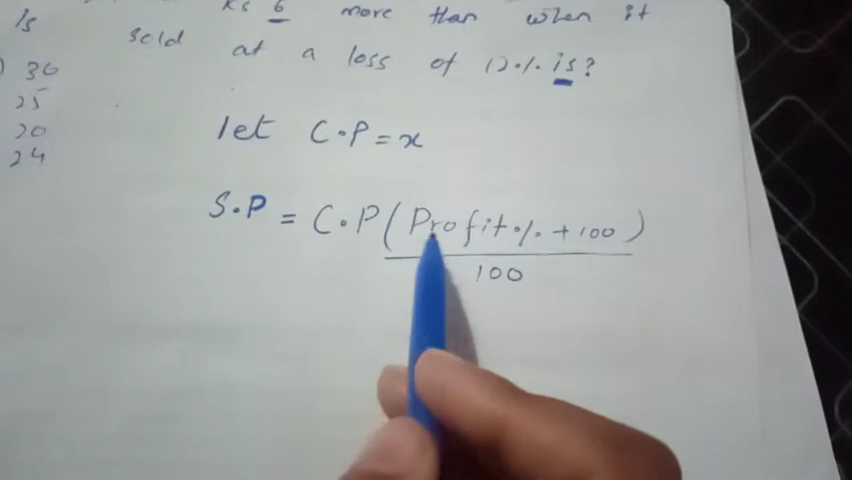 Rs 6 more than when it
is sold at a loss of 12% is?
) 30
25
20
24
let C.P = x
S.P = C.P (Profit% + 100)
100